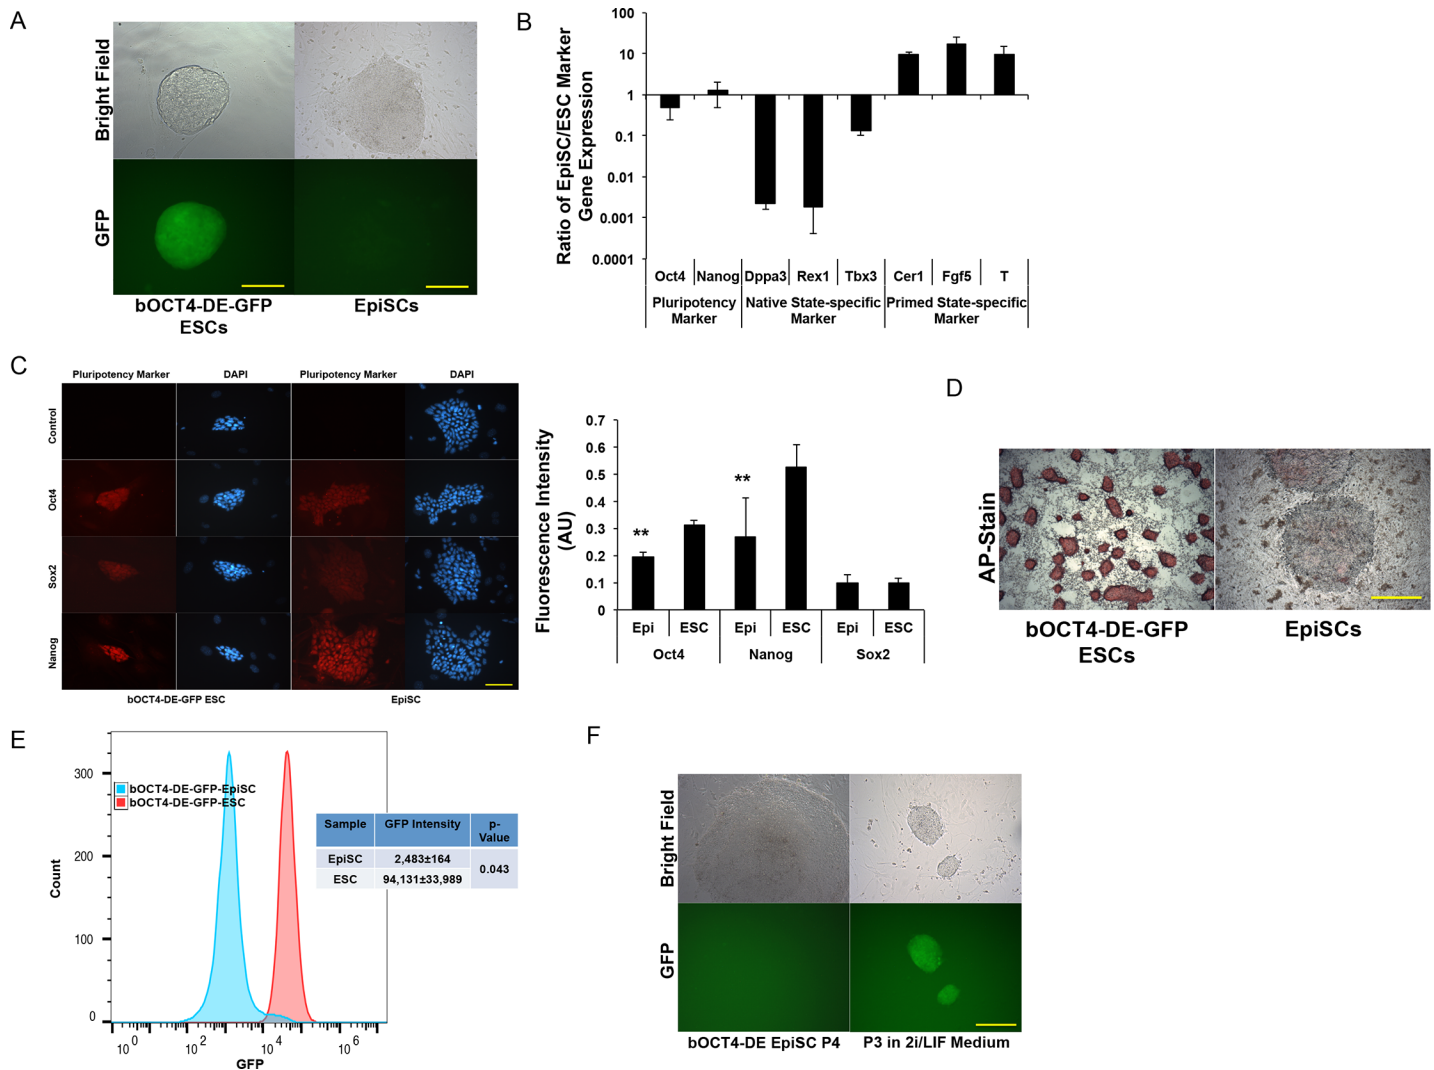 A
Bright Field
GFP
bOCT4-DE-GFP
ESCs
EpiSCs
B
Ratio of EpiSC/ESC Marker
Gene Expression
100
10
1
0.1
0.01
0.001
0.0001
Oct4 Nanog Dppa3 Rex1 Tbx3 Cer1 Fgf5 T
Pluripotency Native State-specific Primed State-specific
Marker Marker Marker
C
Pluripotency Marker DAPI Pluripotency Marker DAPI
Control
Oct4
Sox2
Nanog
bOCT4-DE-GFP ESC EpiSC
Fluorescence Intensity
(AU)
0.7
0.6
0.5
0.4
0.3
0.2
0.1
0
**
**
Epi ESC Epi ESC Epi ESC
Oct4 Nanog Sox2
D
AP-Stain
bOCT4-DE-GFP
ESCs
EpiSCs
E
Count
300
200
100
0
bOCT4-DE-GFP-EpiSC
bOCT4-DE-GFP-ESC
Sample GFP Intensity p-
Value
EpiSC 2,483±164
0.043
ESC 94,131±33,989
10 0 10 2 10 4 10 6
GFP
F
Bright Field
GFP
bOCT4-DE EpiSC P4 P3 in 2i/LIF Medium